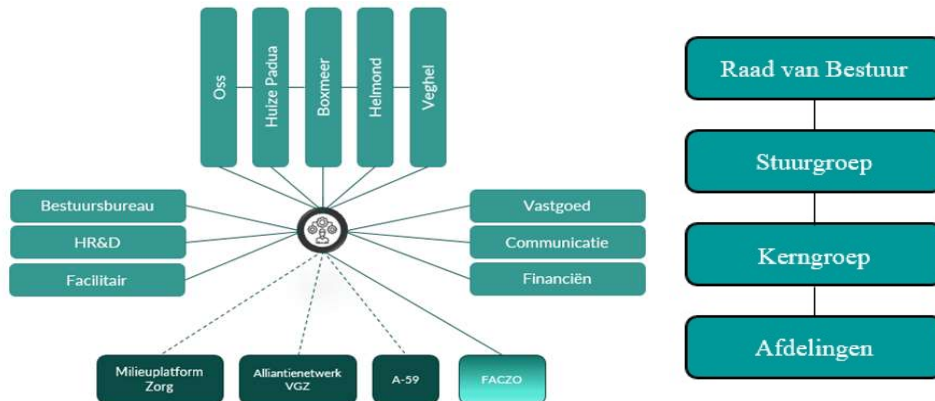 Oss
Huize Padua
Boxmeer
Helmond
Veghel
Bestuursbureau
HR&D
Facilitair
Vastgoed
Communicatie
Financiën
Milieuplatform
Zorg
Alliantienetwerk
VGZ
A-59
FACZO
Raad van Bestuur
Stuurgroep
Kerngroep
Afdelingen